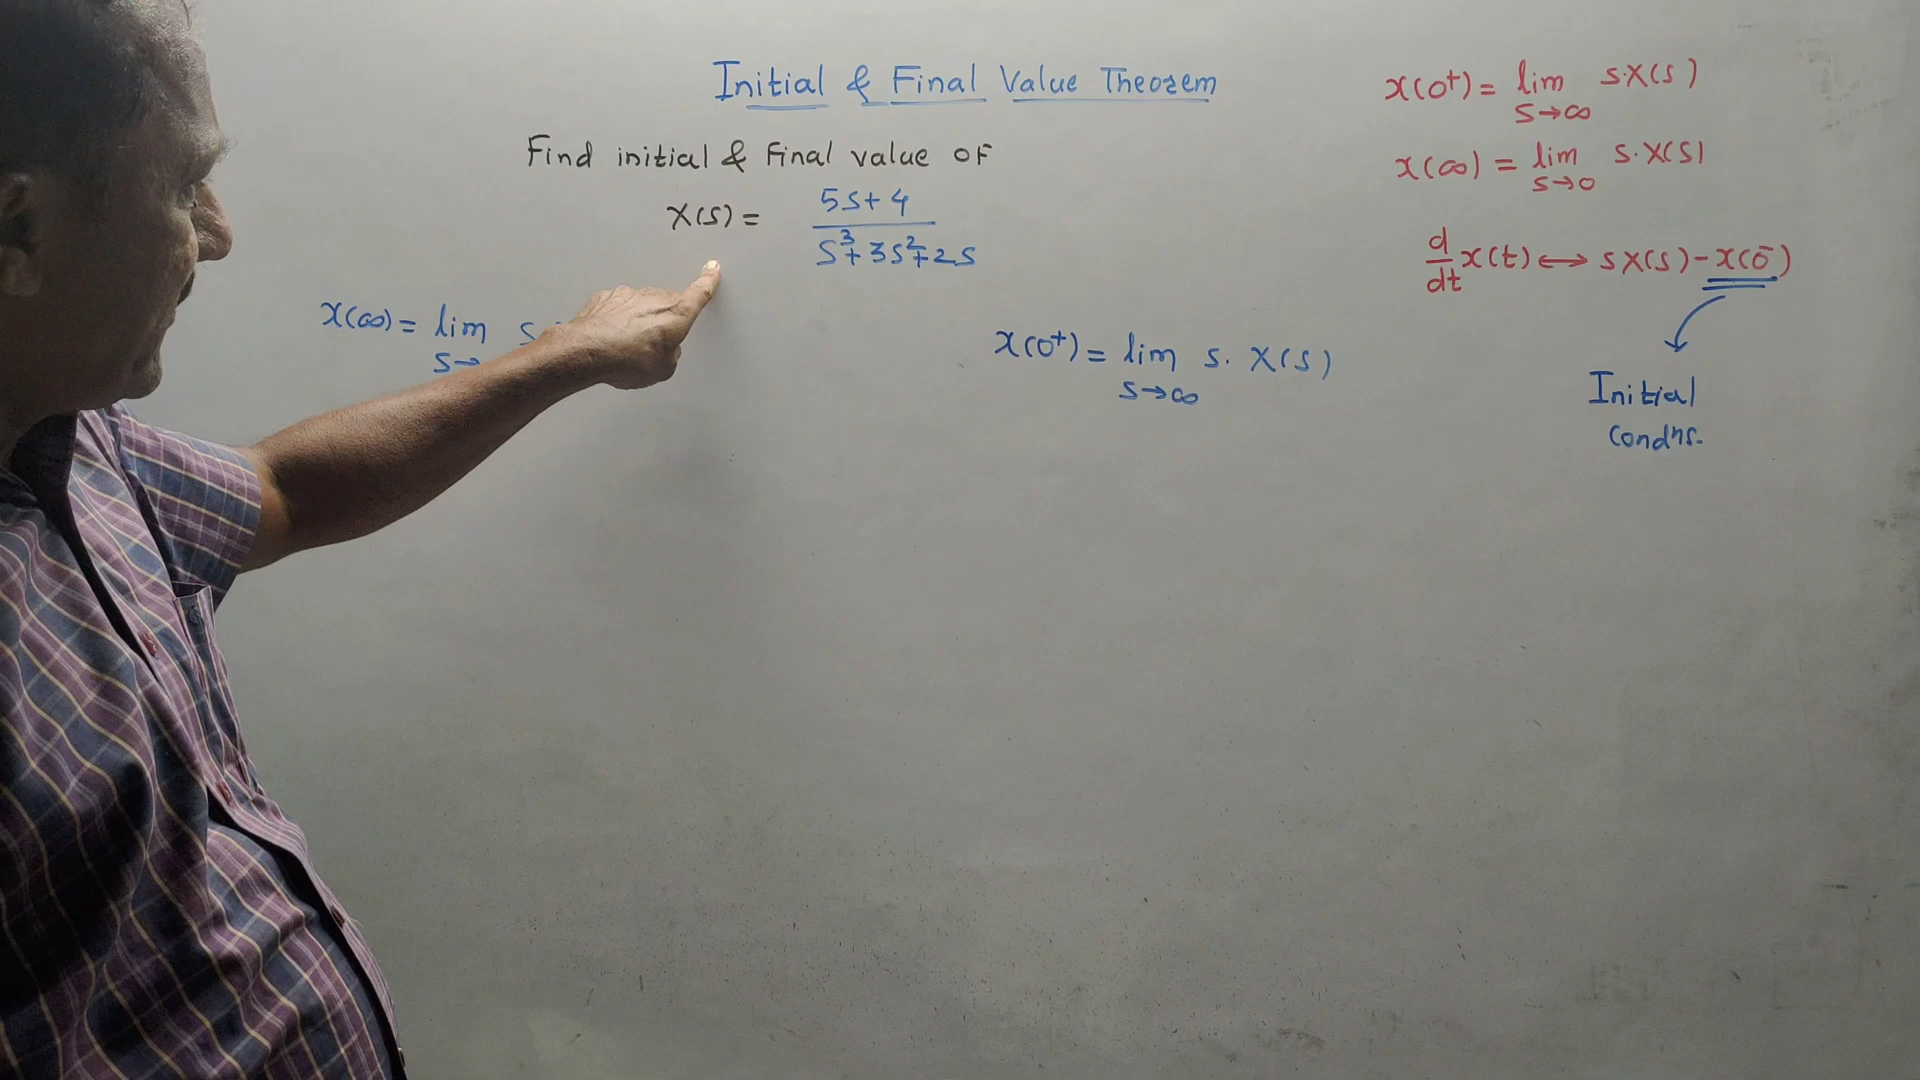 Initial & Final Value Theorem
Find initial & Final value OF
X(s) = 5s+4 / s³+3s²+2s
x(∞) = lim s→ s
x(0⁺) = lim s→∞ s. X(s)
x(0⁺) = lim s→∞ s.X(s)
x(∞) = lim s→0 s.X(s)
d/dt x(t) ↔ sX(s) - x(0⁻)
Initial
Condns.